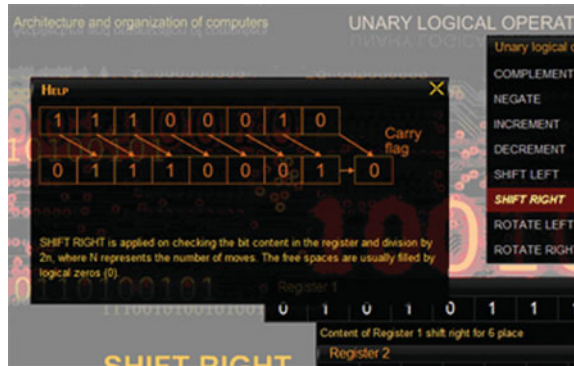 Architecture and organization of computers
UNARY LOGICAL OPERAT
Unary logical o
COMPLEMENT
NEGATE
INCREMENT
DECREMENT
SHIFT LEFT
SHIFT RIGHT
ROTATE LEFT
ROTATE RIGH
HELP
1 1 1 0 0 0 1 0
Carry
flag
0 1 1 1 0 0 0 1 0
SHIFT RIGHT is applied on checking the bit content in the register and division by
2n, where N represents the number of moves. The free spaces are usually filled by
logical zeros (0).
Register 1
0 1 0 1 0 1 1 1
Content of Register 1 shift right for 6 place
Register 2
SHIFT RIGHT